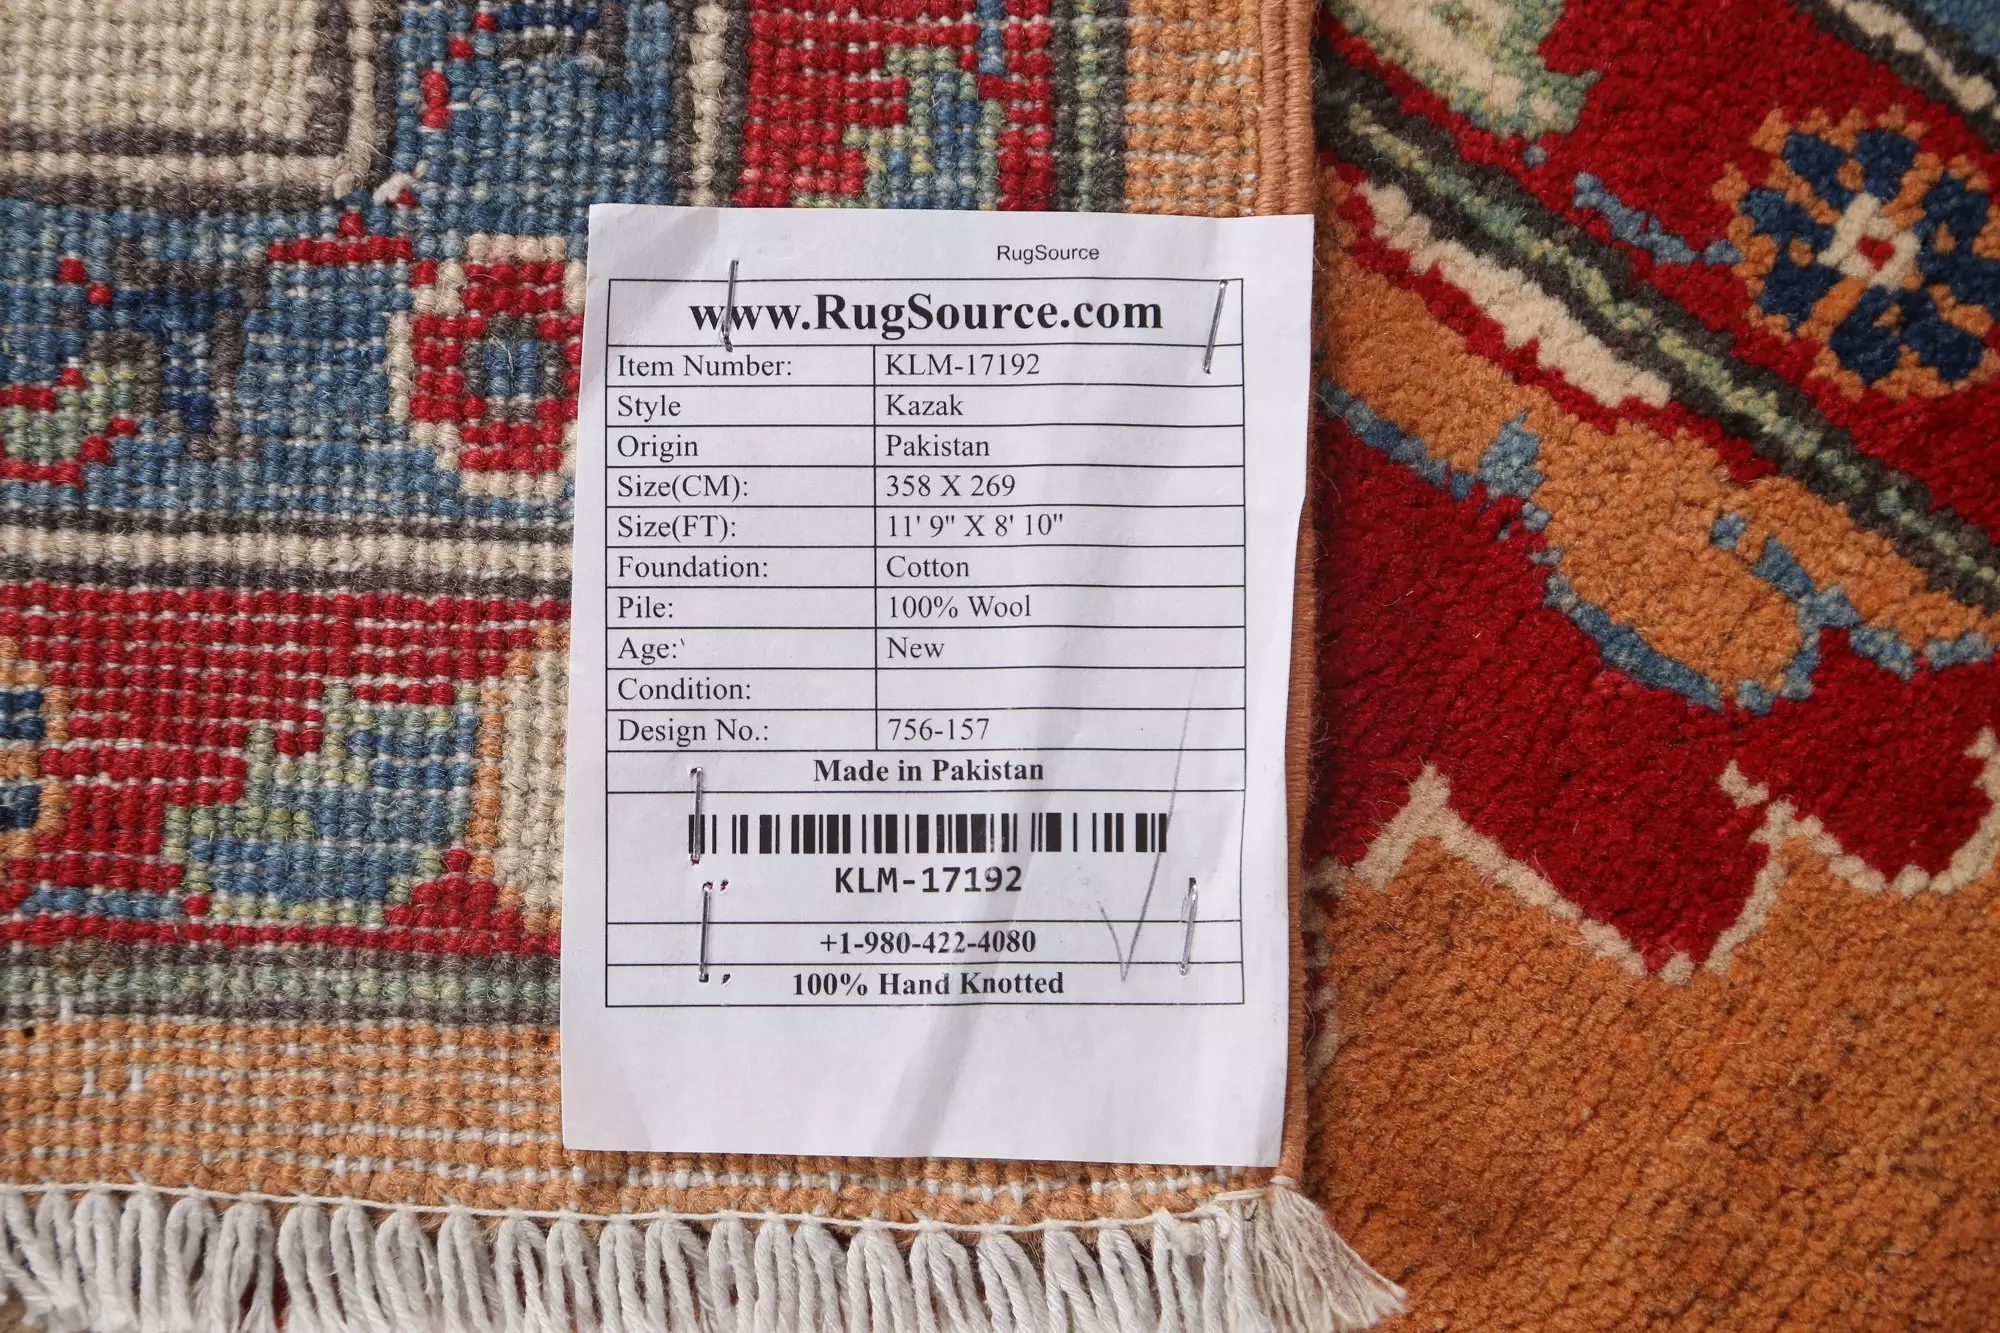 RugSource
www.RugSource.com
Item Number: KLM-17192
Style Kazak
Origin Pakistan
Size(CM): 358 X 269
Size(FT): 11' 9" X 8' 10"
Foundation: Cotton
Pile: 100% Wool
Age: New
Condition:
Design No.: 756-157
Made in Pakistan
KLM-17192
+1-980-422-4080
100% Hand Knotted